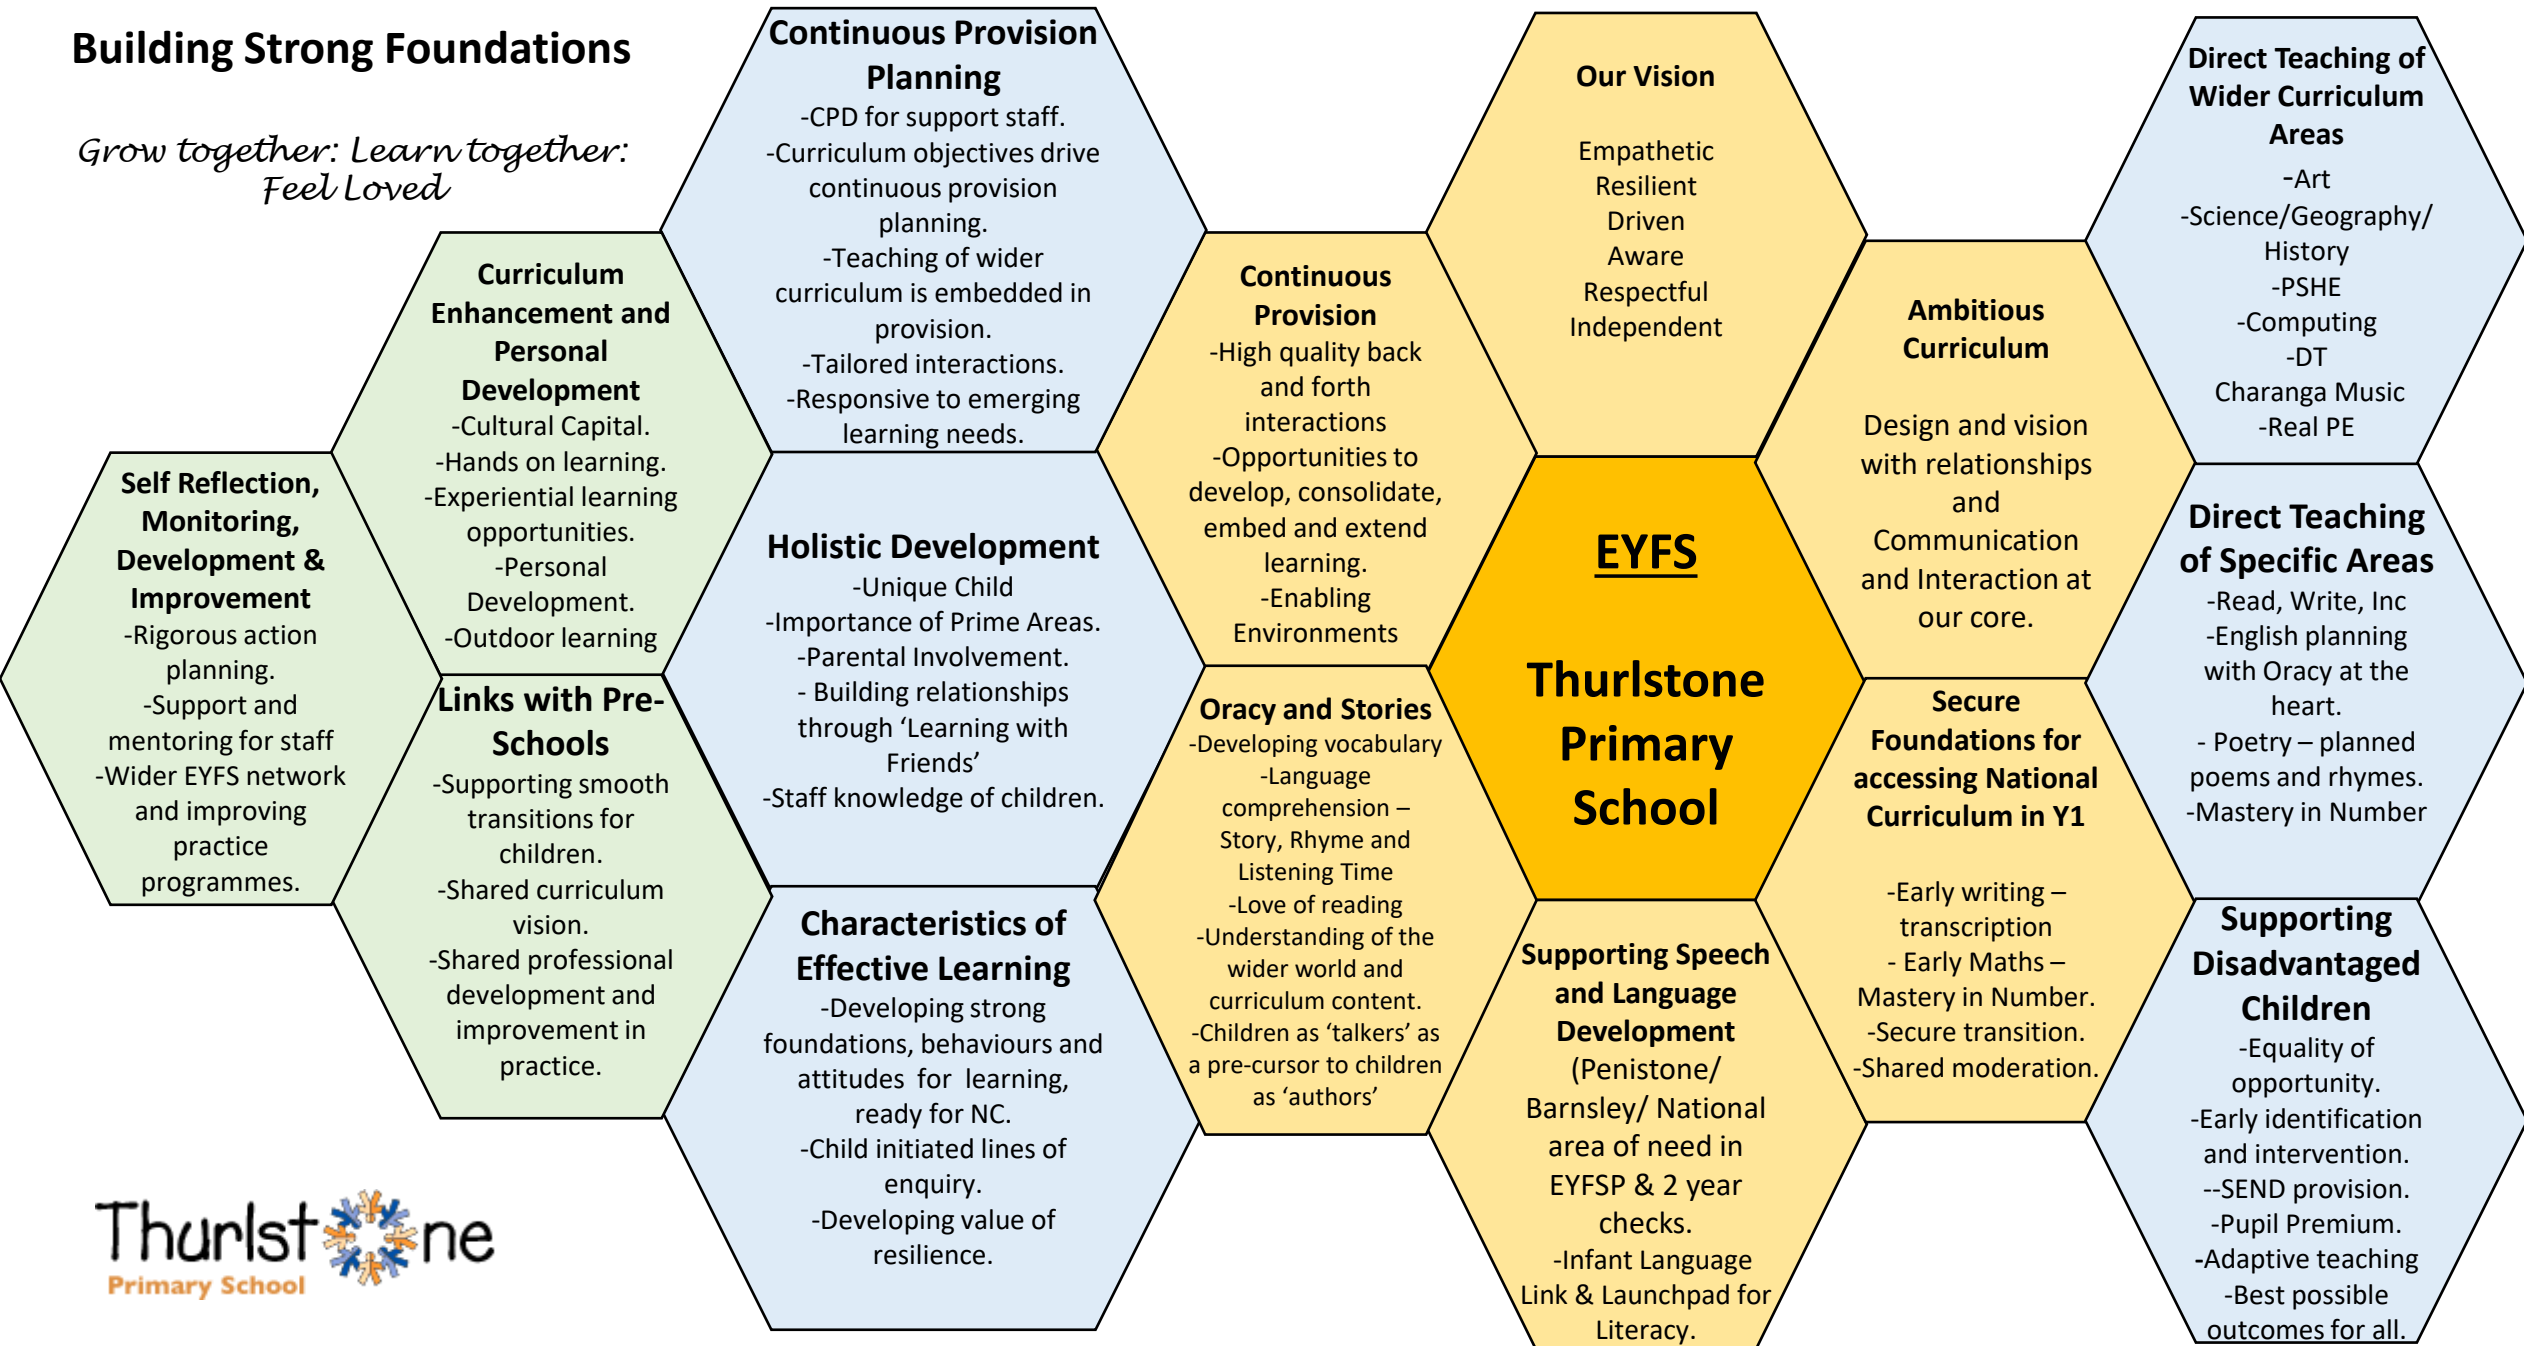 Building Strong Foundations
Grow together: Learn together:
Feel Loved
Self Reflection,
Monitoring,
Development &
Improvement
-Rigorous action
planning.
-Support and
mentoring for staff
-Wider EYFS network
and improving
practice
programmes.
Curriculum
Enhancement and
Personal
Development
-Cultural Capital.
-Hands on learning.
-Experiential learning
opportunities.
-Personal
Development.
-Outdoor learning
Links with Pre-
Schools
-Supporting smooth
transitions for
children.
-Shared curriculum
vision.
-Shared professional
development and
improvement in
practice.
Continuous Provision
Planning
-CPD for support staff.
-Curriculum objectives drive
continuous provision
planning.
-Teaching of wider
curriculum is embedded in
provision.
-Tailored interactions.
-Responsive to emerging
learning needs.
Holistic Development
-Unique Child
-Importance of Prime Areas.
-Parental Involvement.
- Building relationships
through ‘Learning with
Friends’
-Staff knowledge of children.
Characteristics of
Effective Learning
-Developing strong
foundations, behaviours and
attitudes for learning,
ready for NC.
-Child initiated lines of
enquiry.
-Developing value of
resilience.
Continuous
Provision
-High quality back
and forth
interactions
-Opportunities to
develop, consolidate,
embed and extend
learning.
-Enabling
Environments
Oracy and Stories
-Developing vocabulary
-Language
comprehension –
Story, Rhyme and
Listening Time
-Love of reading
-Understanding of the
wider world and
curriculum content.
-Children as ‘talkers’ as
a pre-cursor to children
as ‘authors’
Our Vision
Empathetic
Resilient
Driven
Aware
Respectful
Independent
EYFS
Thurlstone
Primary
School
Supporting Speech
and Language
Development
(Penistone/
Barnsley/ National
area of need in
EYFSP & 2 year
checks.
-Infant Language
Link & Launchpad for
Literacy.
Ambitious
Curriculum
Design and vision
with relationships
and
Communication
and Interaction at
our core.
Secure
Foundations for
accessing National
Curriculum in Y1
-Early writing –
transcription
- Early Maths –
Mastery in Number.
-Secure transition.
-Shared moderation.
Direct Teaching of
Wider Curriculum
Areas
-Art
-Science/Geography/
History
-PSHE
-Computing
-DT
Charanga Music
-Real PE
Direct Teaching
of Specific Areas
-Read, Write, Inc
-English planning
with Oracy at the
heart.
- Poetry – planned
poems and rhymes.
-Mastery in Number
Supporting
Disadvantaged
Children
-Equality of
opportunity.
-Early identification
and intervention.
--SEND provision.
-Pupil Premium.
-Adaptive teaching
-Best possible
outcomes for all.
Thurlstone
Primary School